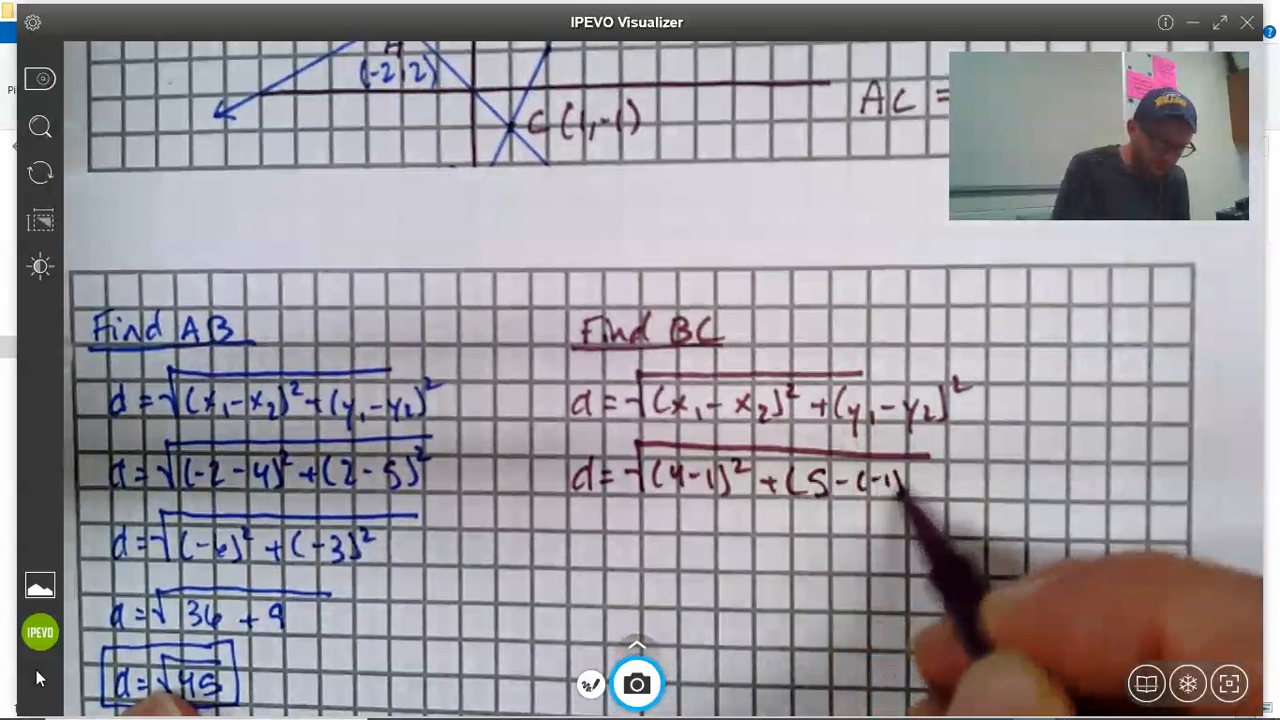 IPEVO Visualizer
A
(-2, 2)
C (1, -1)
AC =
Find AB
d = √(x₁ - x₂)² + (y₁ - y₂)²
d = √(-2 - 4)² + (2 - 5)²
d = √(-6)² + (-3)²
d = √36 + 9
d = √45
Find BC
d = √(x₁ - x₂)² + (y₁ - y₂)²
d = √(4 - 1)² + (5 - (-1)
IPEVO